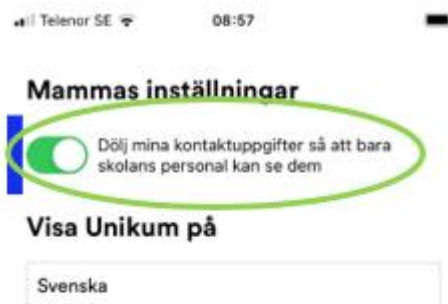 Telenor SE 08:57
Mammas inställningar
Dölj mina kontaktuppgifter så att bara
skolans personal kan se dem
Visa Unikum på
Svenska